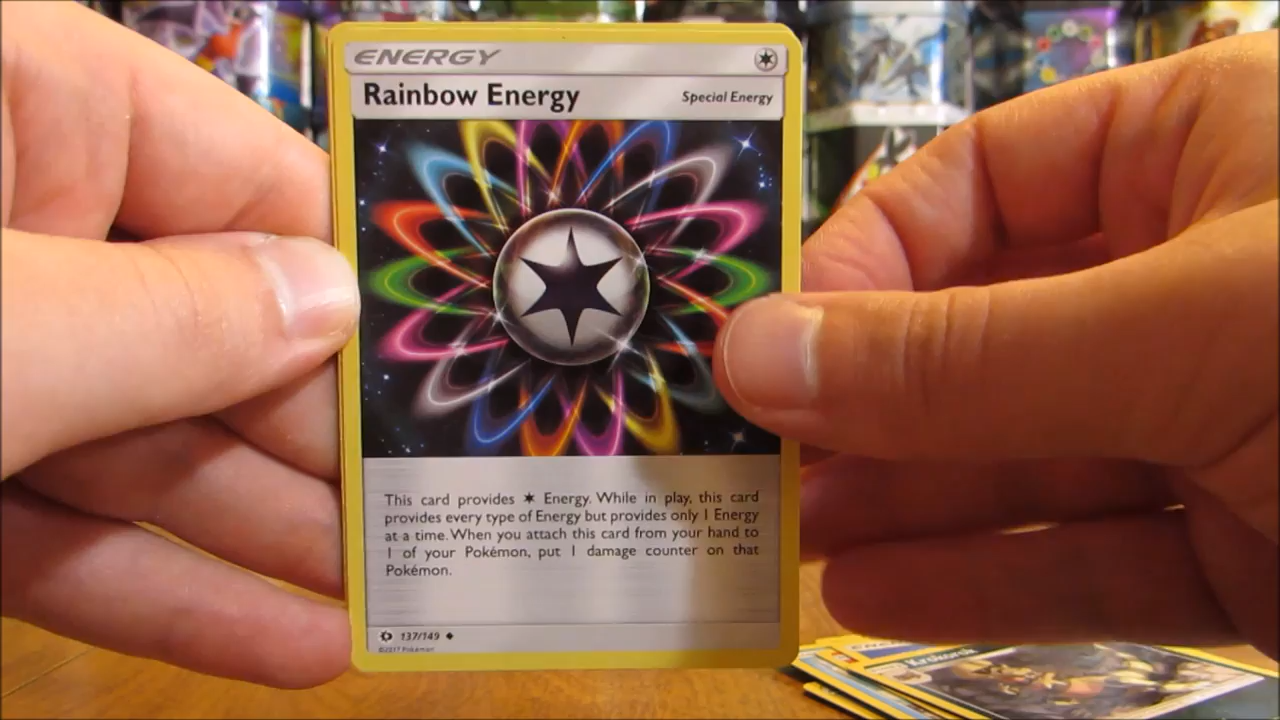 ENERGY
Rainbow Energy
Special Energy
This card provides ✶ Energy. While in play, this card
provides every type of Energy but provides only 1 Energy
at a time. When you attach this card from your hand to
1 of your Pokémon, put 1 damage counter on that
Pokémon.
137/149 ◆
©2017 Pokémon
Krokorok